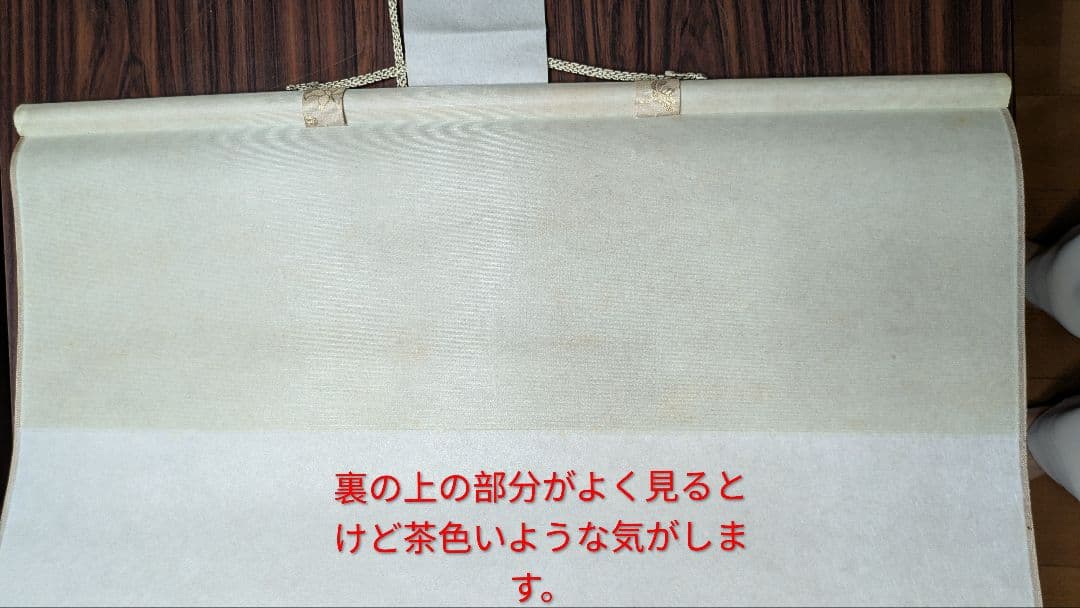 裏の上の部分がよく見ると
けど茶色いような気がしま
す。